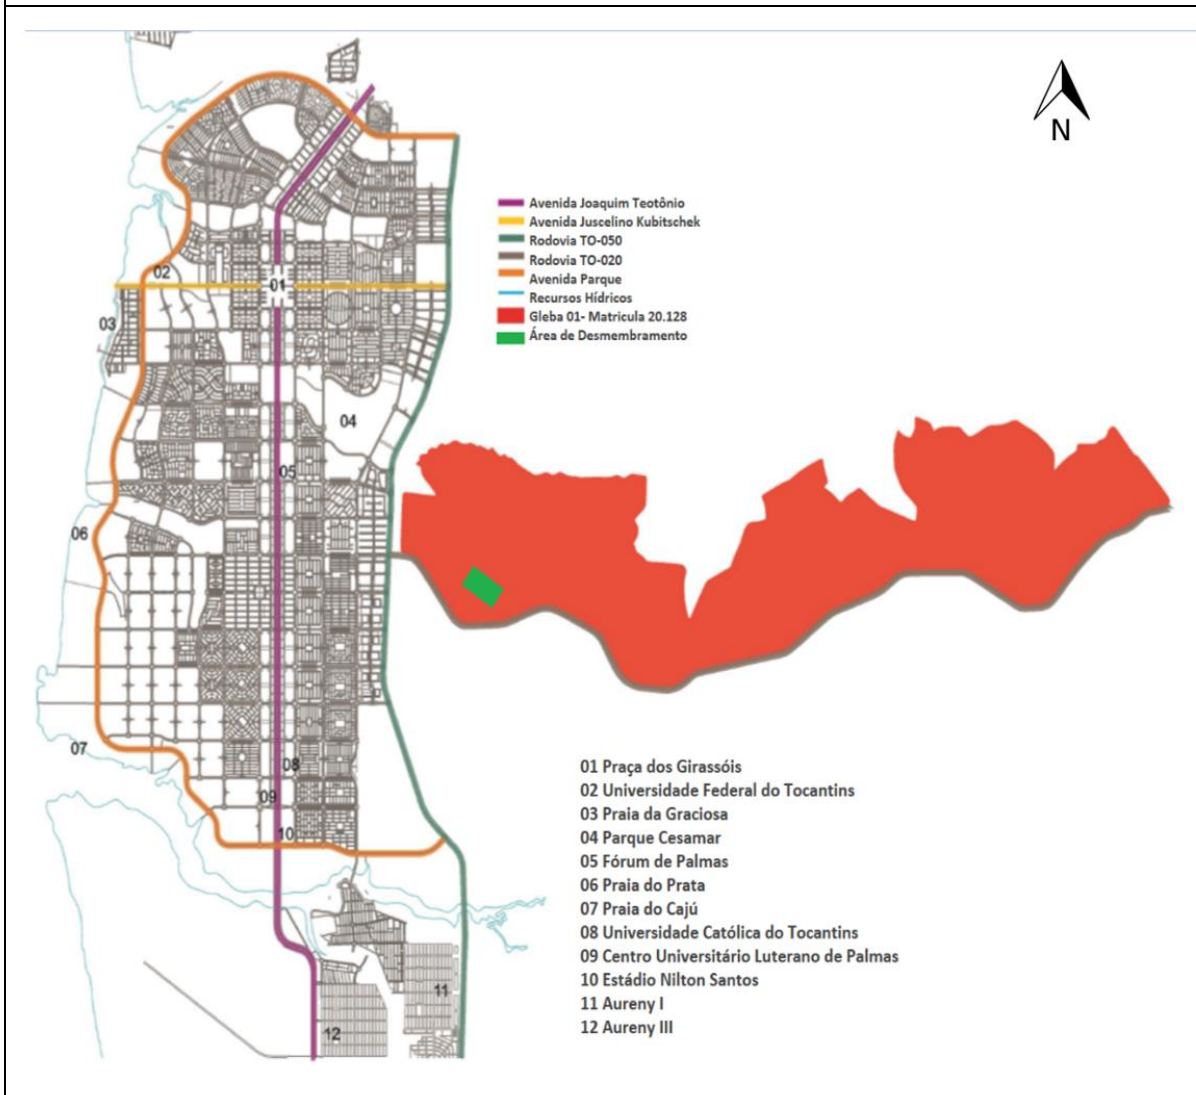 N
Avenida Joaquim Teotônio
Avenida Juscelino Kubitschek
Rodovia TO-050
Rodovia TO-020
Avenida Parque
Recursos Hídricos
Gleba 01- Matricula 20.128
Área de Desmembramento
02
01
03
04
05
06
07
08
09
10
11
12
01 Praça dos Girassóis
02 Universidade Federal do Tocantins
03 Praia da Graciosa
04 Parque Cesamar
05 Fórum de Palmas
06 Praia do Prata
07 Praia do Cajú
08 Universidade Católica do Tocantins
09 Centro Universitário Luterano de Palmas
10 Estádio Nilton Santos
11 Aureny I
12 Aureny III